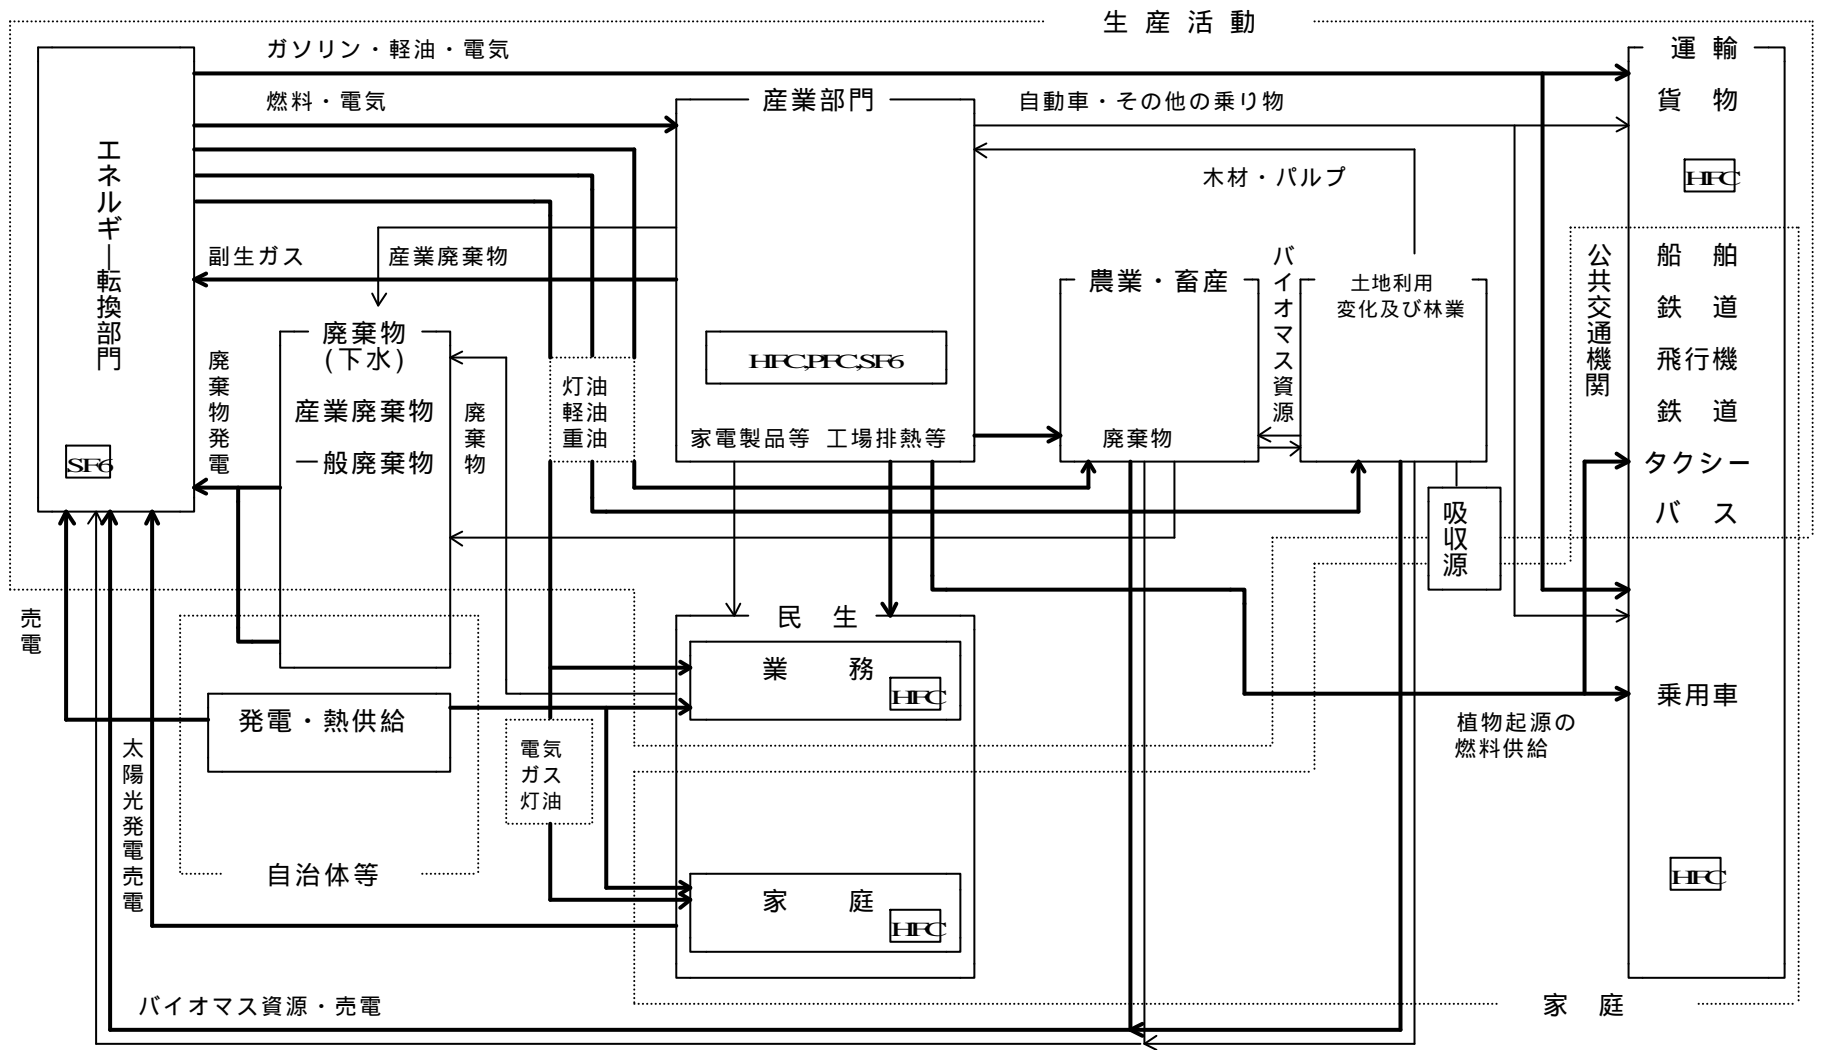 生産活動
ガソリン・軽油・電気
運輸
燃料・電気
産業部門
自動車・その他の乗り物
貨物
エネルギー転換部門
木材・パルプ
HFC
副生ガス
産業廃棄物
バイオマス資源
公共交通機関
船舶
農業・畜産
土地利用
変化及び林業
鉄道
廃棄物
(下水)
廃棄物発電
HFC,PFC,SF6
飛行機
灯油
軽油
重油
産業廃棄物
廃棄物
鉄道
家電製品等
工場排熱等
廃棄物
SF6
一般廃棄物
タクシー
吸収源
バス
売電
民生
業務
HFC
乗用車
発電・熱供給
植物起源の
燃料供給
太陽光発電売電
電気
ガス
灯油
自治体等
HFC
家庭
HFC
バイオマス資源・売電
家庭